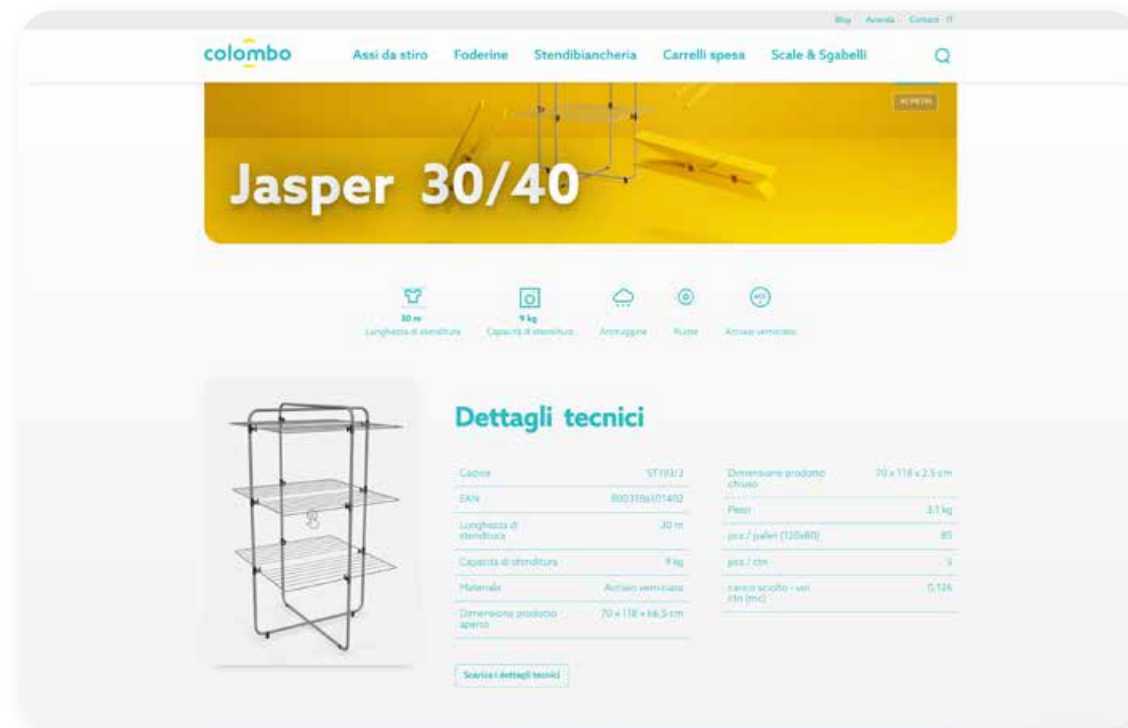 Blog Azienda Contatti IT
colombo Assi da stiro Foderine Stendibiancheria Carrelli spesa Scale & Sgabelli
Jasper 30/40
30 m
Lunghezza di stenditura
9 kg
Capacità di stenditura
Antiruggine
Ruote
Acciaio verniciato
Dettagli tecnici
Codice ST193/3
EAN
Lunghezza di
stenditura 30 m
Capacità di stenditura 9 kg
Materiale Acciaio verniciato
Dimensione prodotto
aperto 70 x 118 x 66.5 cm
Dimensione prodotto
chiuso 70 x 118 x 2.5 cm
Peso 3.1 kg
pcs / pallet (120x80) 85
pcs / ctn 5
carico sciolto - vol.
ctn (mc) 0,126
Scarica i dettagli tecnici